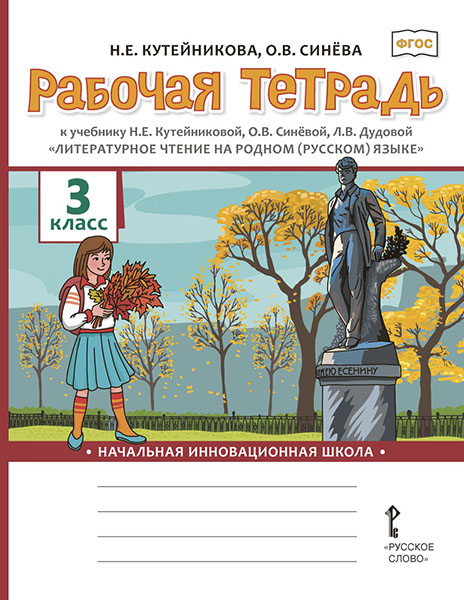 Н.Е. КУТЕЙНИКОВА, О.В. СИНЁВА
ФГОС
Рабочая тетрадь
к учебнику Н.Е. Кутейниковой, О.В. Синёвой, Л.В. Дудовой
«ЛИТЕРАТУРНОЕ ЧТЕНИЕ НА РОДНОМ (РУССКОМ) ЯЗЫКЕ»
3
КЛАСС
ЕСЕНИНУ
• НАЧАЛЬНАЯ ИННОВАЦИОННАЯ ШКОЛА •
«РУССКОЕ
СЛОВО»